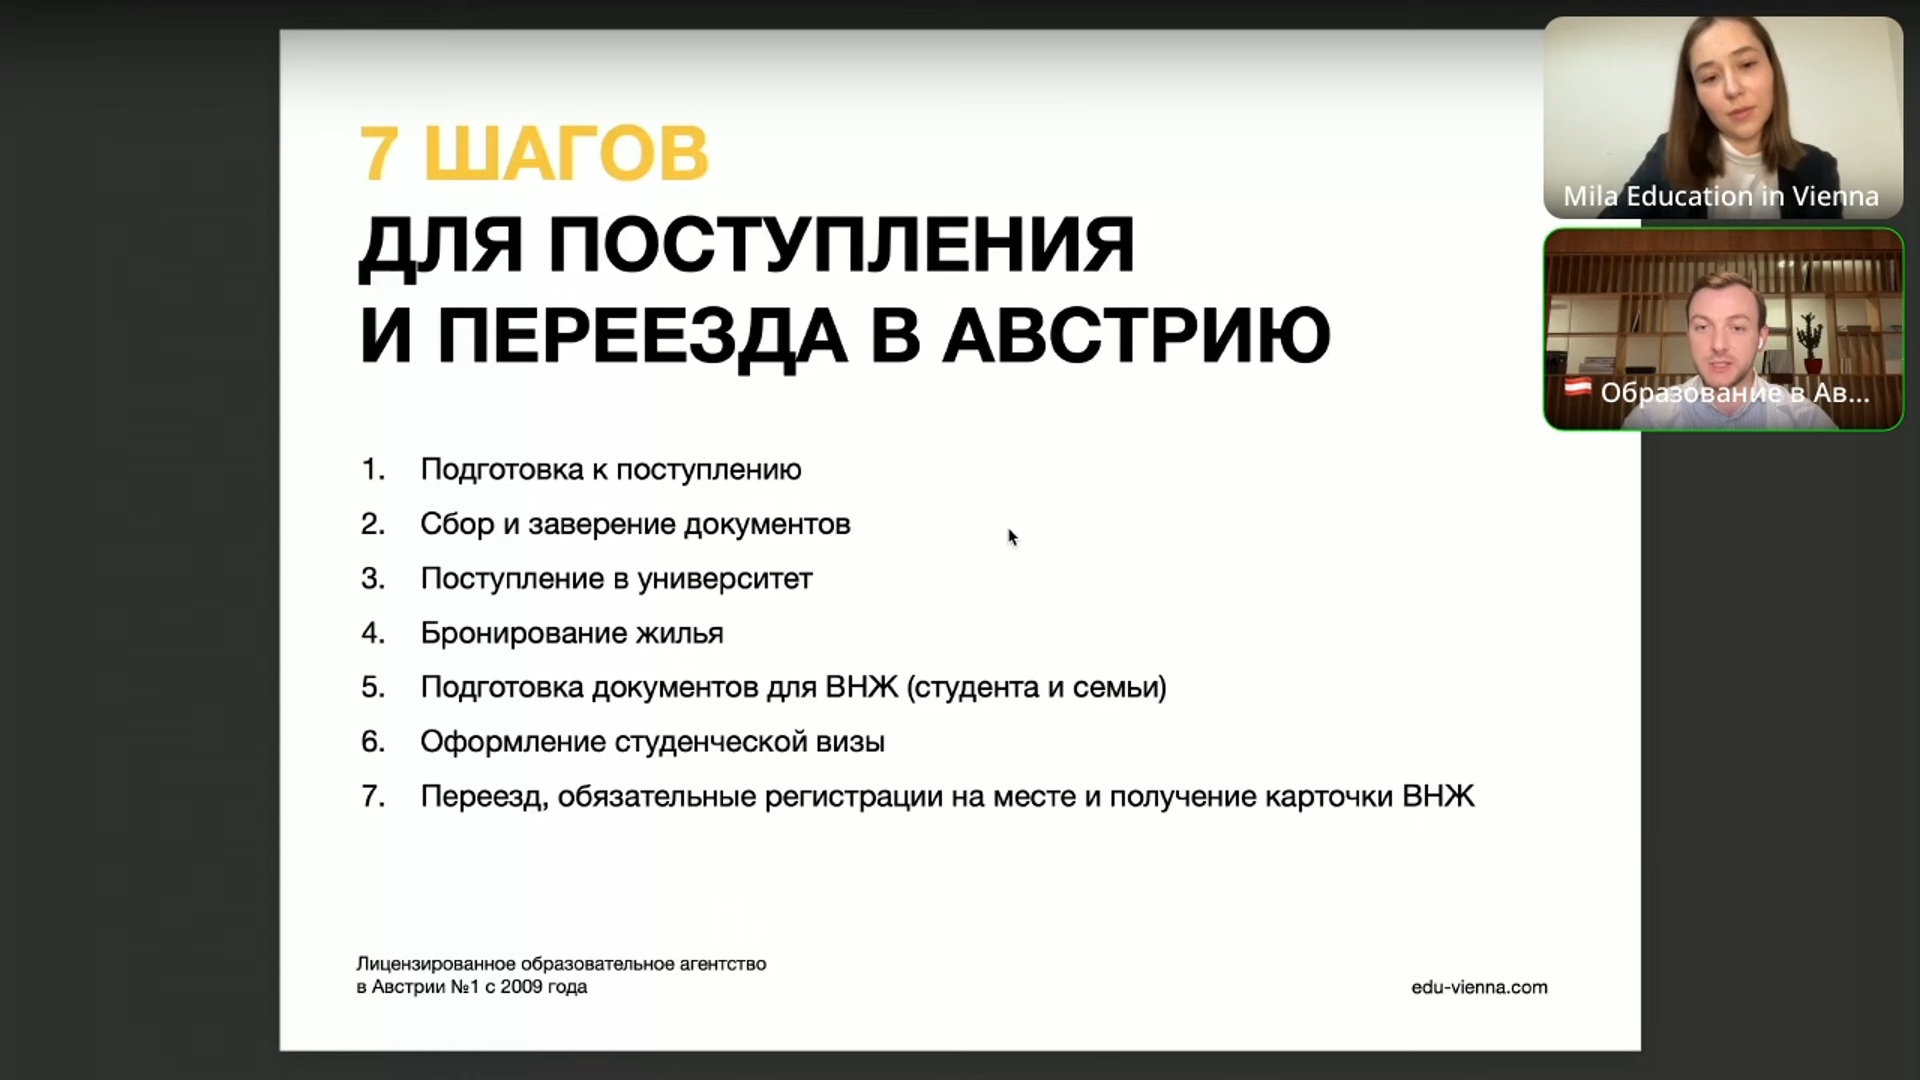 7 ШАГОВ
ДЛЯ ПОСТУПЛЕНИЯ
И ПЕРЕЕЗДА В АВСТРИЮ
1. Подготовка к поступлению
2. Сбор и заверение документов
3. Поступление в университет
4. Бронирование жилья
5. Подготовка документов для ВНЖ (студента и семьи)
6. Оформление студенческой визы
7. Переезд, обязательные регистрации на месте и получение карточки ВНЖ
Лицензированное образовательное агентство
в Австрии №1 с 2009 года
edu-vienna.com
Mila Education in Vienna
Образование в Ав...